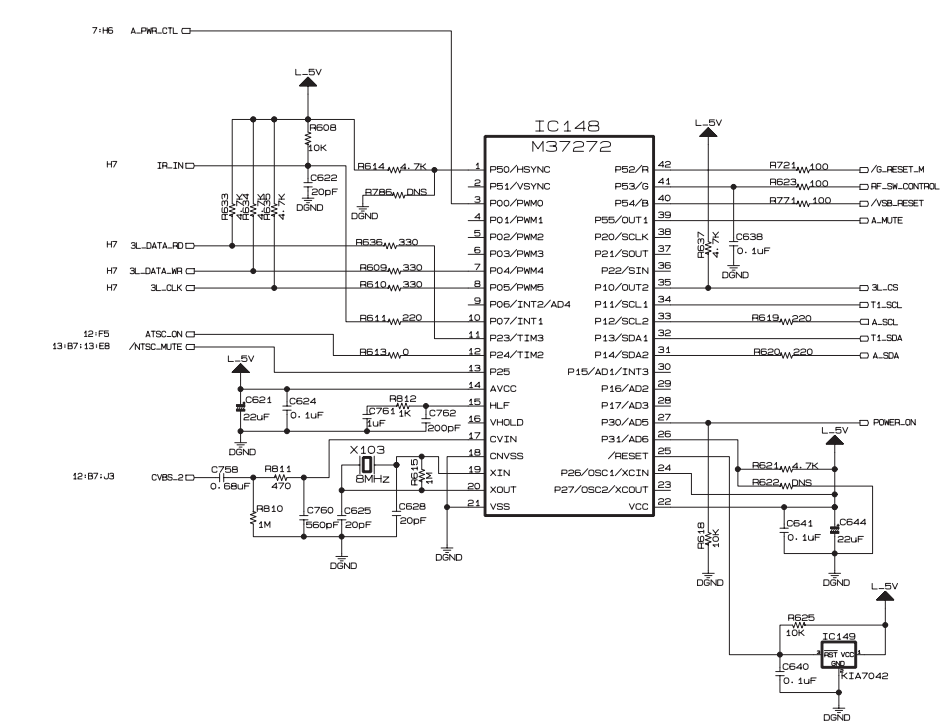 7:H6 A_PWR_CTL
L_5V
R608
10K
H7 IR_IN
C622
20pF
DGND
R614 4.7K
R786 DNS
DGND
R633
4.7K
R634
4.7K
R635
4.7K
H7 3L_DATA_RD
R636 330
H7 3L_DATA_WR
R609 330
H7 3L_CLK
R610 330
R611 220
12:F5 ATSC_ON
13:B7:13:E8 /NTSC_MUTE
R613 0
L_5V
C621
22uF
C624
0.1uF
DGND
R812
1K
C761
1uF
C762
200pF
12:B7:J3 CVBS_2
C758
0.68uF
R811
470
R810
1M
C760
560pF
X103
8MHz
R615
1M
C625
20pF
C628
20pF
DGND
DGND
IC148
M37272
1 P50/HSYNC
2 P51/VSYNC
3 P00/PWM0
4 P01/PWM1
5 P02/PWM2
6 P03/PWM3
7 P04/PWM4
8 P05/PWM5
9 P06/INT2/AD4
10 P07/INT1
11 P23/TIM3
12 P24/TIM2
13 P25
14 AVCC
15 HLF
16 VHOLD
17 CVIN
18 CNVSS
19 XIN
20 XOUT
21 VSS
P52/R 42
P53/G 41
P54/B 40
P55/OUT1 39
P20/SCLK 38
P21/SOUT 37
P22/SIN 36
P10/OUT2 35
P11/SCL1 34
P12/SCL2 33
P13/SDA1 32
P14/SDA2 31
P15/AD1/INT3 30
P16/AD2 29
P17/AD3 28
P30/AD5 27
P31/AD6 26
/RESET 25
P26/OSC1/XCIN 24
P27/OSC2/XCOUT 23
VCC 22
L_5V
R721 100 /G_RESET_M
R623 100 RF_SW_CONTROL
R771 100 /VSB_RESET
A_MUTE
R637
4.7K
C638
0.1uF
DGND
3L_CS
T1_SCL
R619 220 A_SCL
T1_SDA
R620 220 A_SDA
POWER_ON
L_5V
R621 4.7K
R622 DNS
R618
10K
DGND
C641
0.1uF
C644
22uF
DGND
L_5V
R625
10K
IC149
3 RST VCC 1
GND
2
KIA7042
C640
0.1uF
DGND